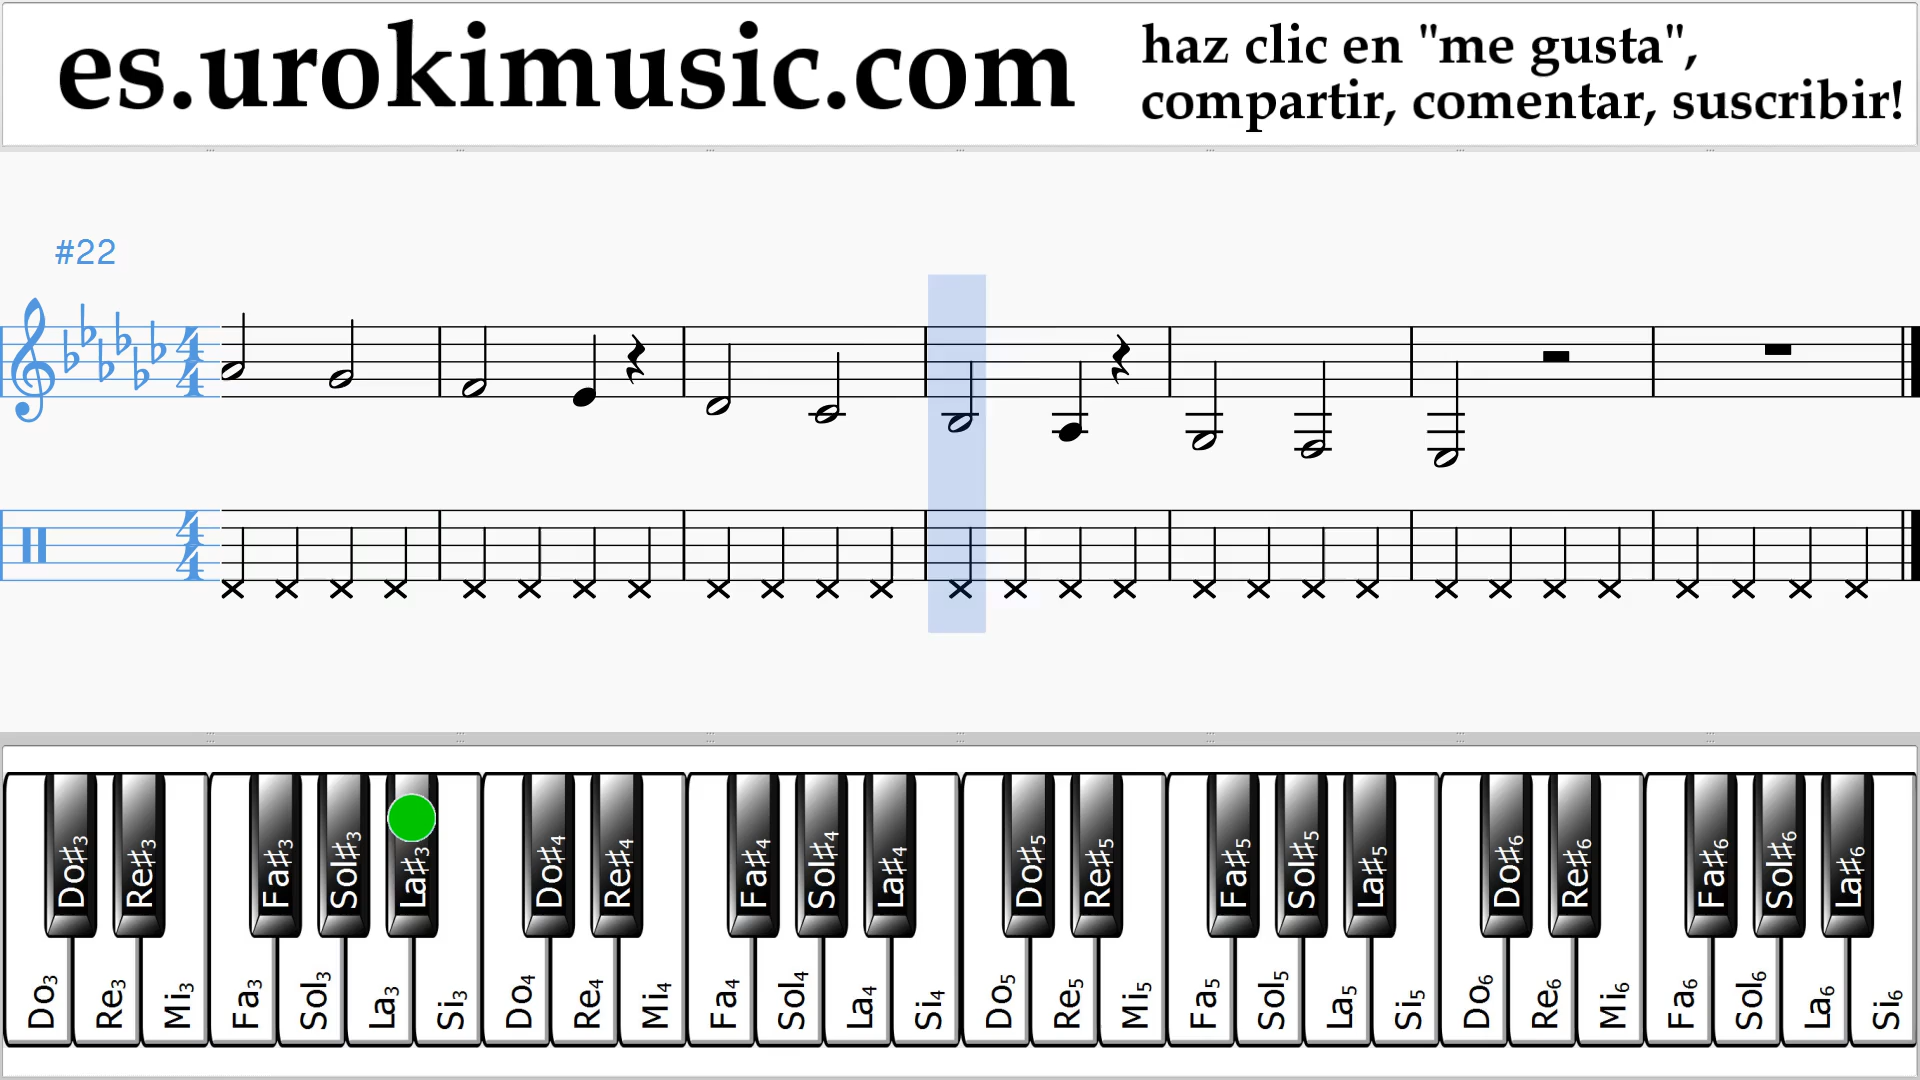 es.urokimusic.com
haz clic en "me gusta",
compartir, comentar, suscribir!
#22
4
4
4
4
Do#3 Re#3 Fa#3 Sol#3 La#3 Do#4 Re#4 Fa#4 Sol#4 La#4 Do#5 Re#5 Fa#5 Sol#5 La#5 Do#6 Re#6 Fa#6 Sol#6 La#6
Do3 Re3 Mi3 Fa3 Sol3 La3 Si3 Do4 Re4 Mi4 Fa4 Sol4 La4 Si4 Do5 Re5 Mi5 Fa5 Sol5 La5 Si5 Do6 Re6 Mi6 Fa6 Sol6 La6 Si6